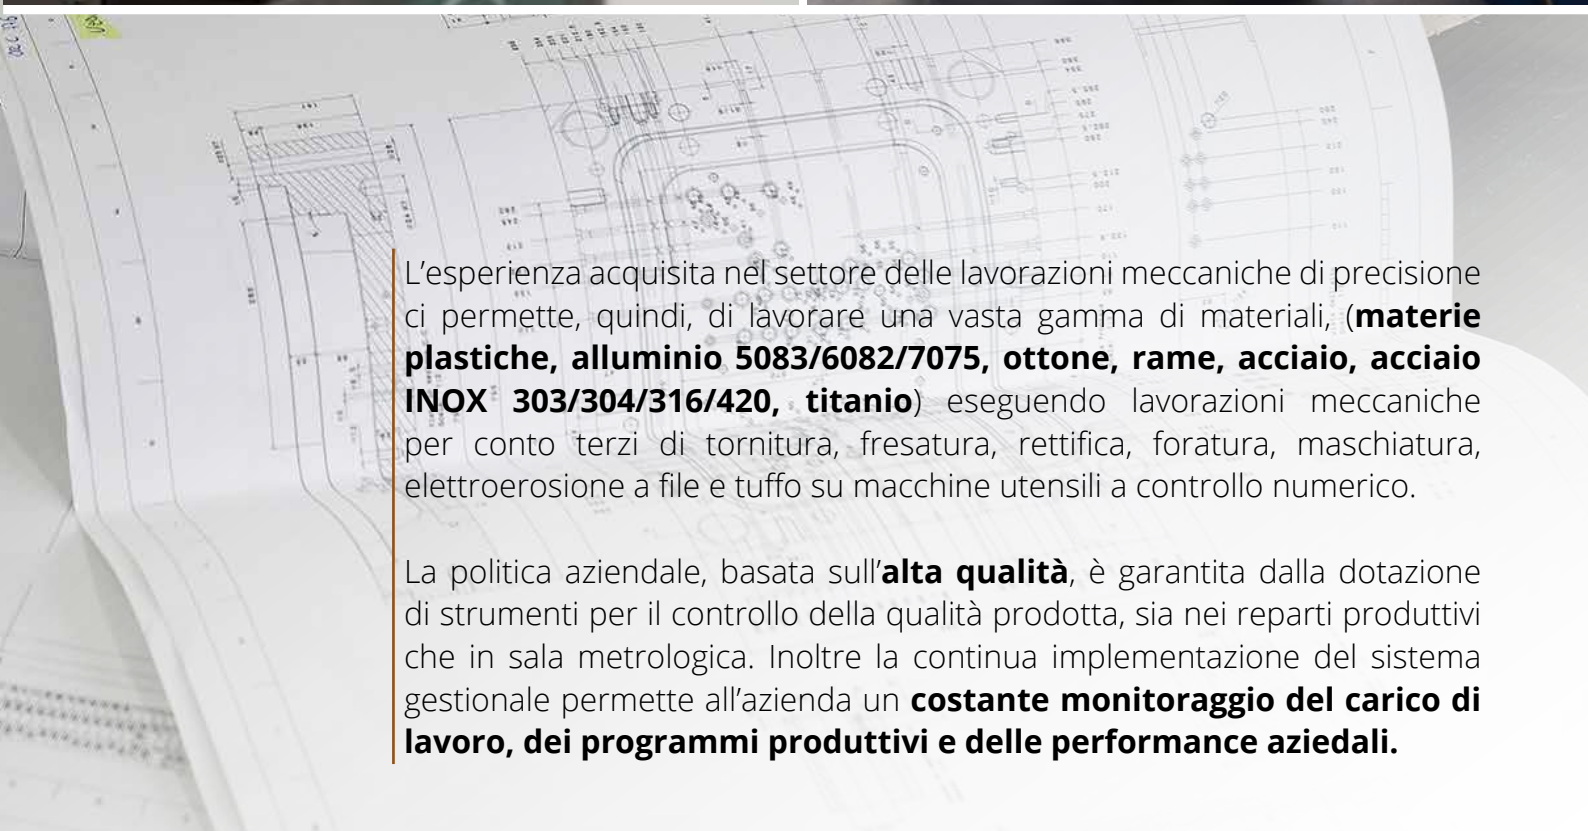 L’esperienza acquisita nel settore delle lavorazioni meccaniche di precisione
ci permette, quindi, di lavorare una vasta gamma di materiali, (materie
plastiche, alluminio 5083/6082/7075, ottone, rame, acciaio, acciaio
INOX 303/304/316/420, titanio) eseguendo lavorazioni meccaniche
per conto terzi di tornitura, fresatura, rettifica, foratura, maschiatura,
elettroerosione a file e tuffo su macchine utensili a controllo numerico.
La politica aziendale, basata sull’alta qualità, è garantita dalla dotazione
di strumenti per il controllo della qualità prodotta, sia nei reparti produttivi
che in sala metrologica. Inoltre la continua implementazione del sistema
gestionale permette all’azienda un costante monitoraggio del carico di
lavoro, dei programmi produttivi e delle performance aziedali.